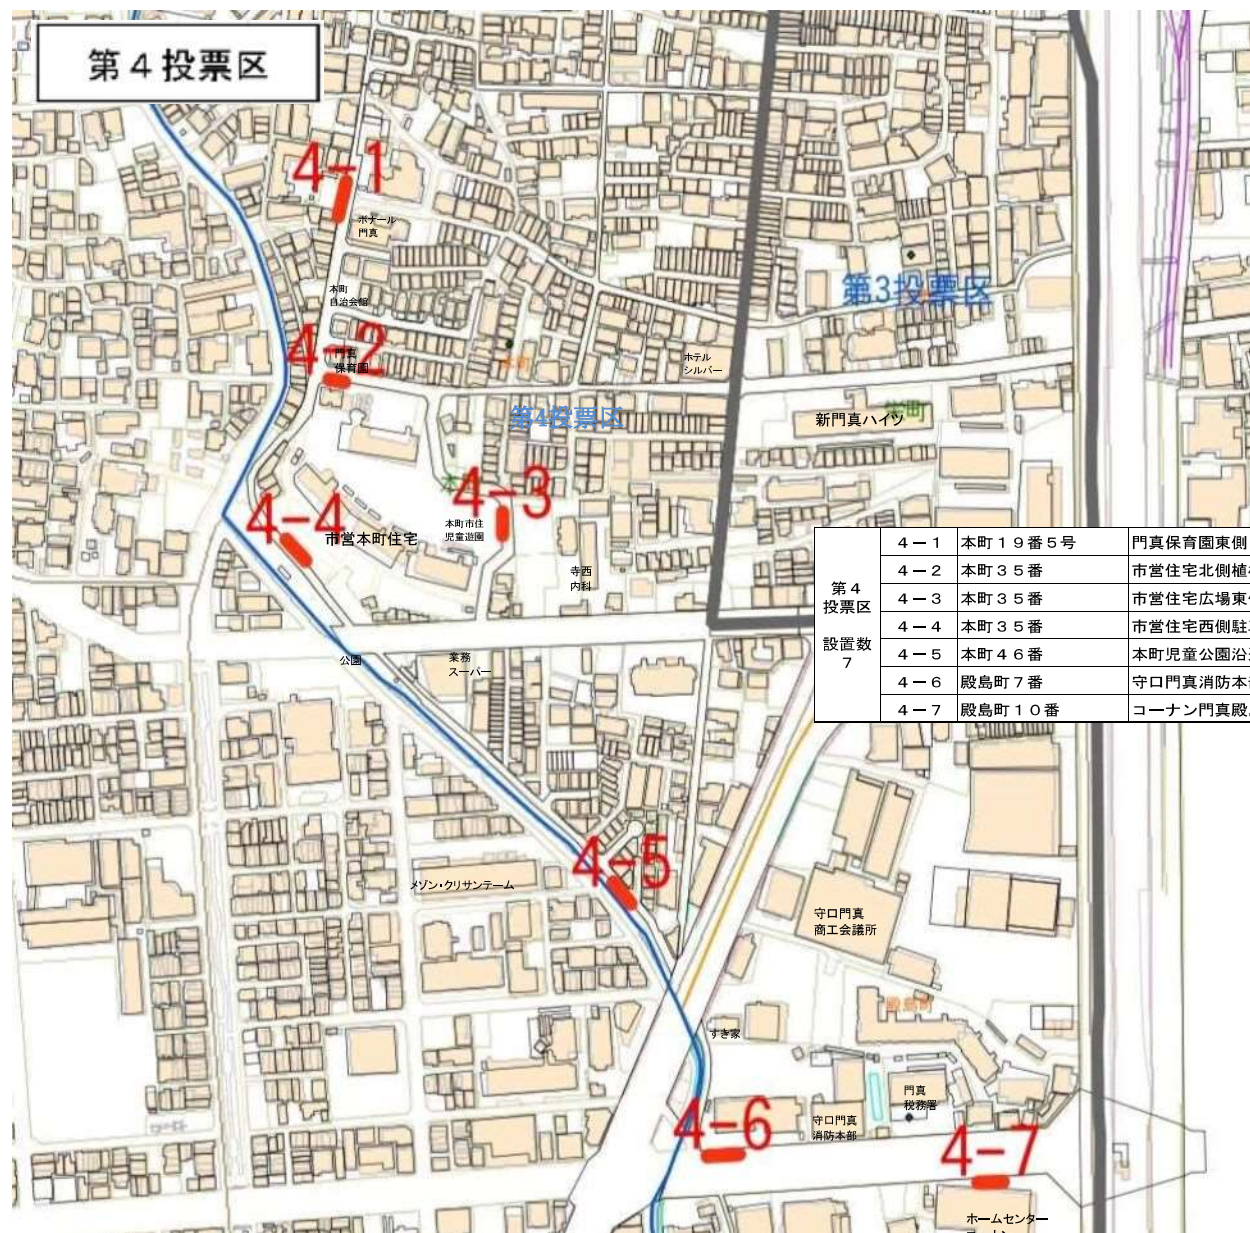 第４投票区
4-1
ボナール
門真
本町
自治会館
第3投票区
4-2
門真
保育園
本町
ホテル
シルバー
第4投票区
新門真ハイツ
4-3
4-4
市営本町住宅
本町市住
児童遊園
寺西
内科
第４
投票区
設置数
７
４－１ 本町１９番５号 門真保育園東側
４－２ 本町３５番 市営住宅北側植
４－３ 本町３５番 市営住宅広場東
４－４ 本町３５番 市営住宅西側駐
４－５ 本町４６番 本町児童公園沿
４－６ 殿島町７番 守口門真消防本
４－７ 殿島町１０番 コーナン門真殿
公園
業務
スーパー
4-5
メゾン・クリサンテーム
守口門真
商工会議所
殿島町
すき家
門真
税務署
4-6
守口門真
消防本部
4-7
ホームセンター